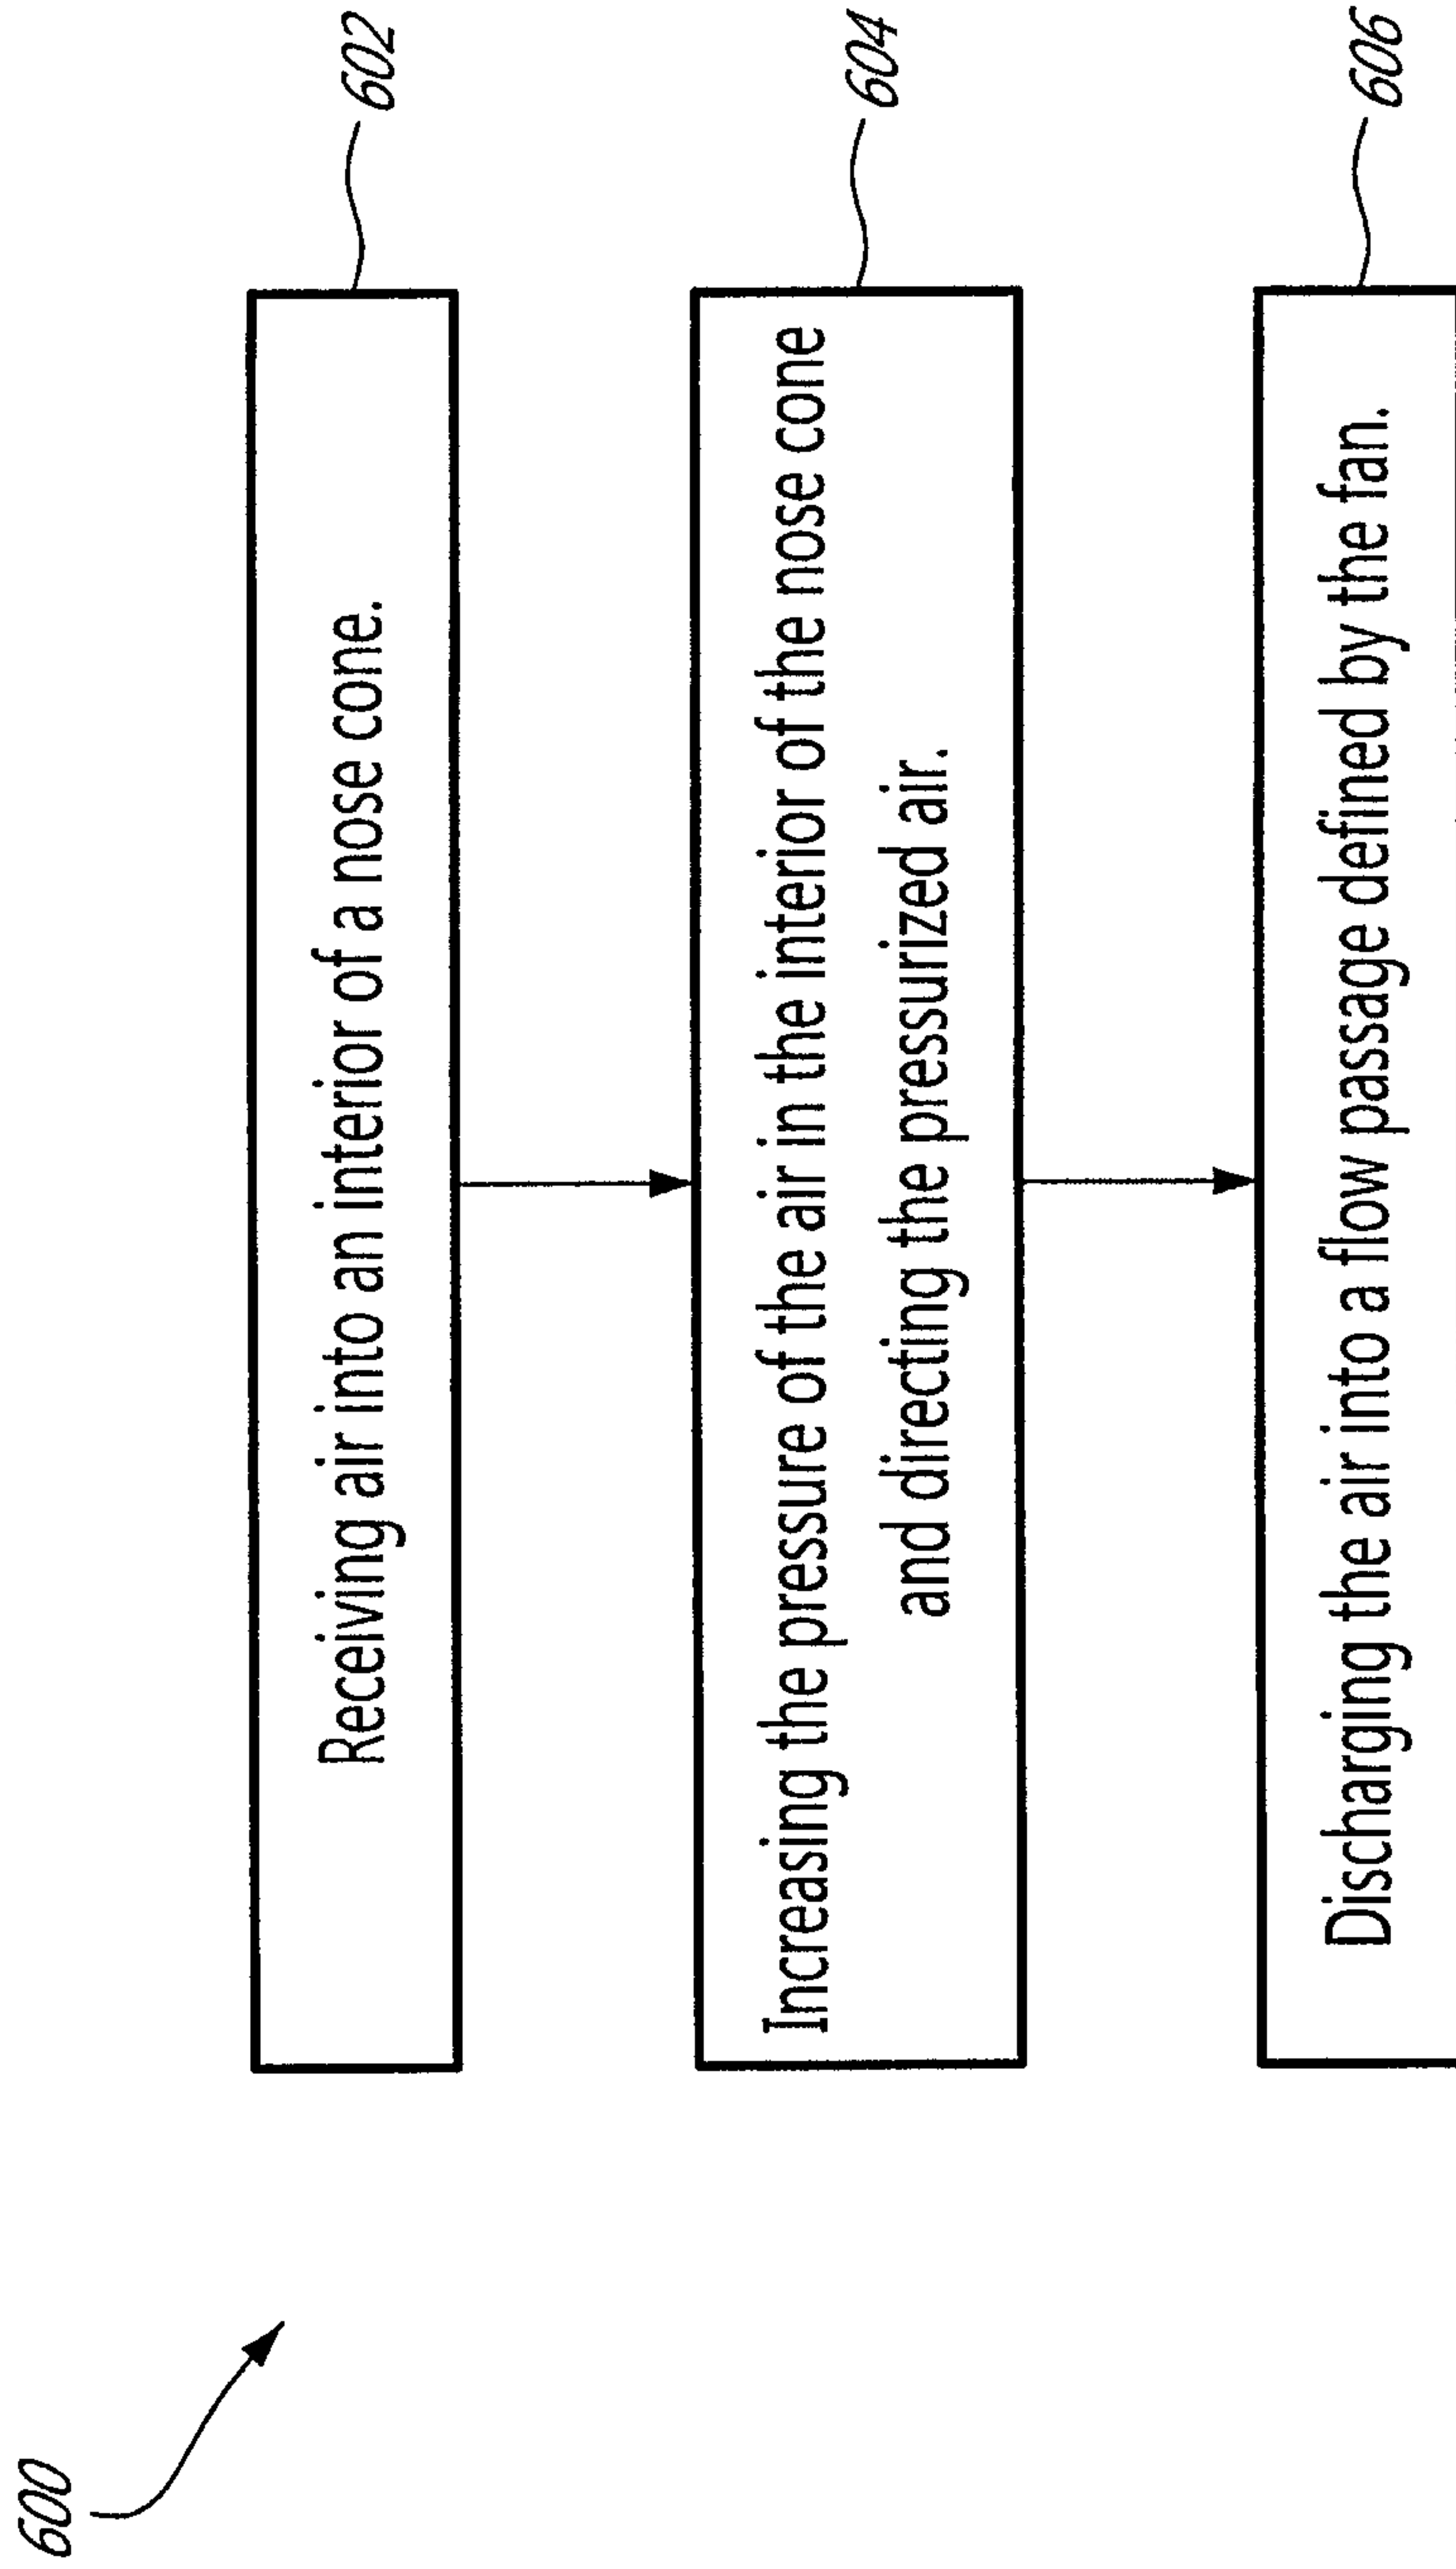 600
Receiving air into an interior of a nose cone.
602
Increasing the pressure of the air in the interior of the nose cone
and directing the pressurized air.
604
Discharging the air into a flow passage defined by the fan.
606